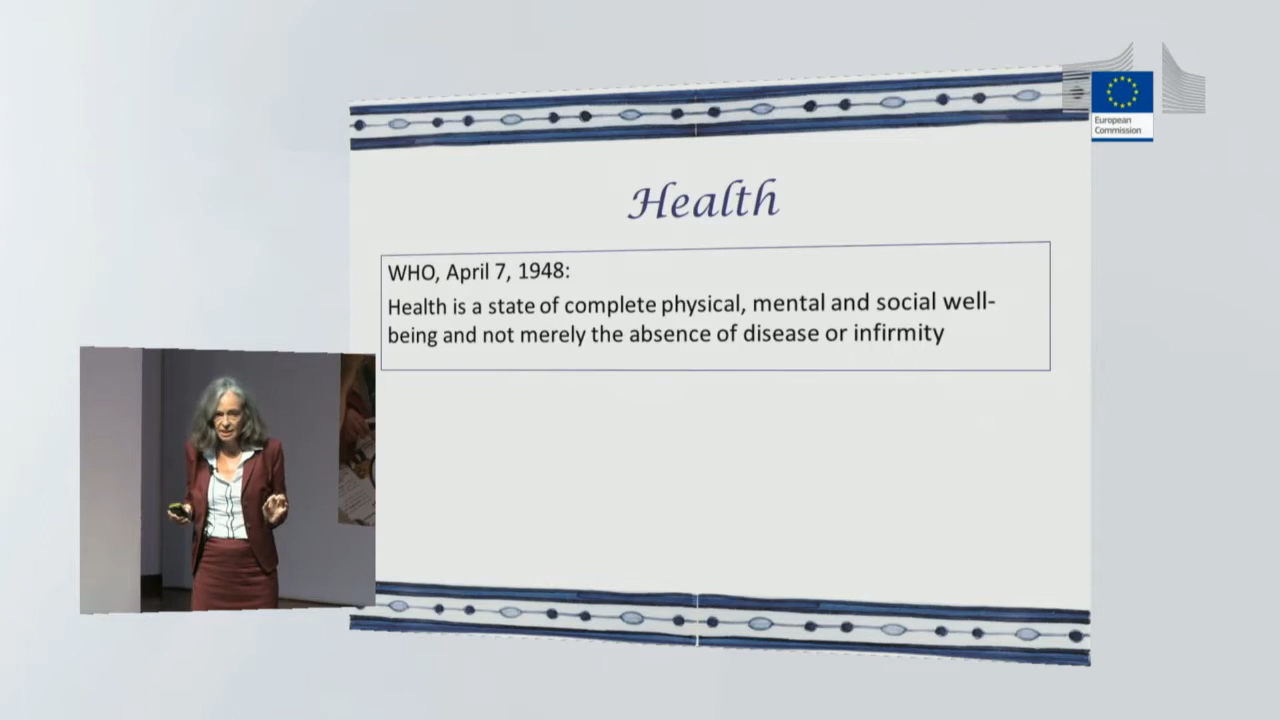 European
Commission
Health
WHO, April 7, 1948:
Health is a state of complete physical, mental and social well-
being and not merely the absence of disease or infirmity